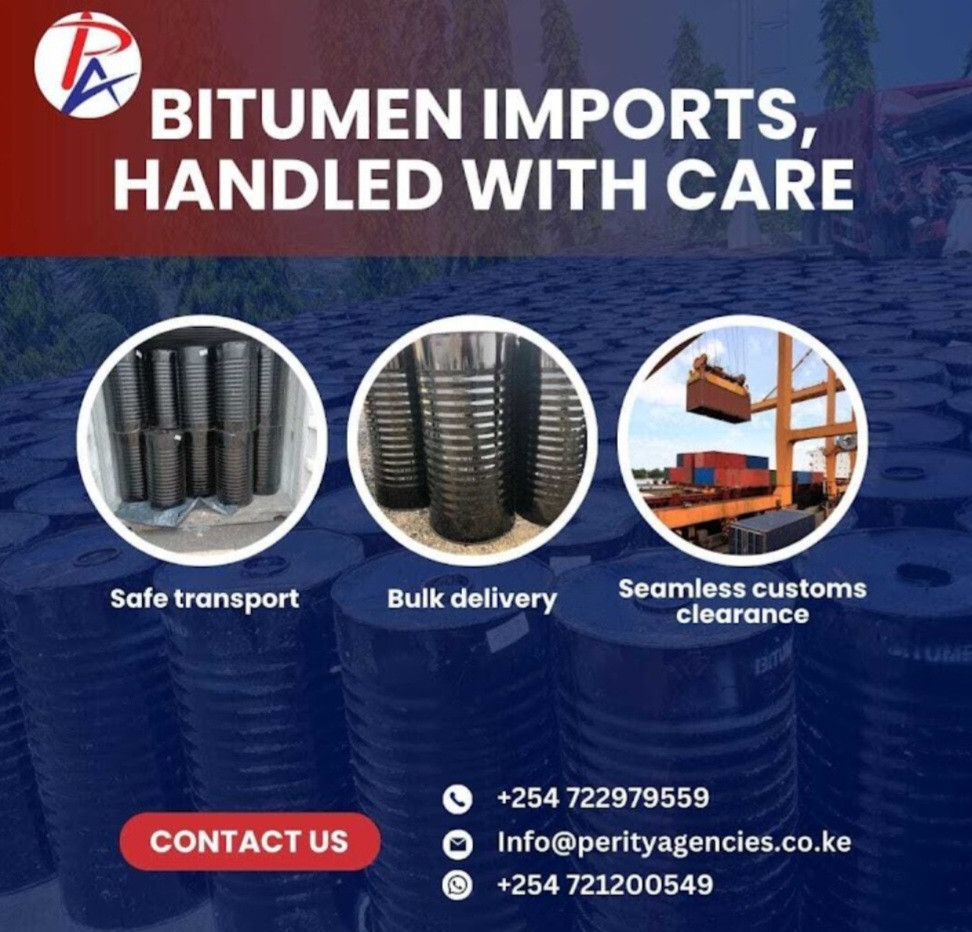 PA
BITUMEN IMPORTS,
HANDLED WITH CARE
Safe transport
Bulk delivery
Seamless customs
clearance
CONTACT US
+254 722979559
Info@perityagencies.co.ke
+254 721200549